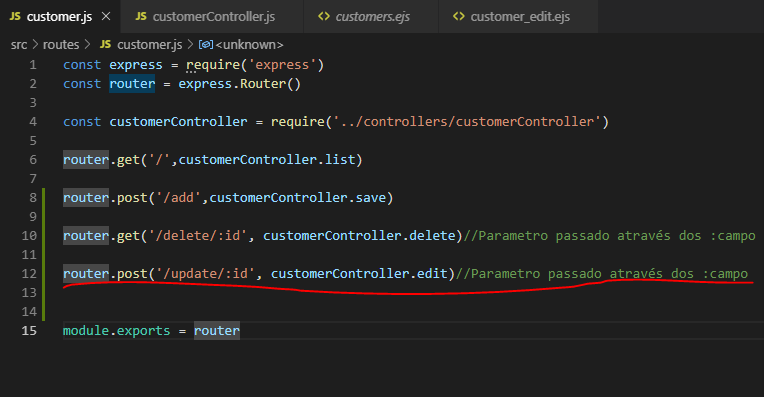 JS customer.js ×
JS customerController.js
<> customers.ejs
<> customer_edit.ejs
src > routes > JS customer.js > <unknown>
1 const express = require('express')
2 const router = express.Router()
3
4 const customerController = require('../controllers/customerController')
5
6 router.get('/',customerController.list)
7
8 router.post('/add',customerController.save)
9
10 router.get('/delete/:id', customerController.delete)//Parametro passado através dos :campo
11
12 router.post('/update/:id', customerController.edit)//Parametro passado através dos :campo
13
14
15 module.exports = router